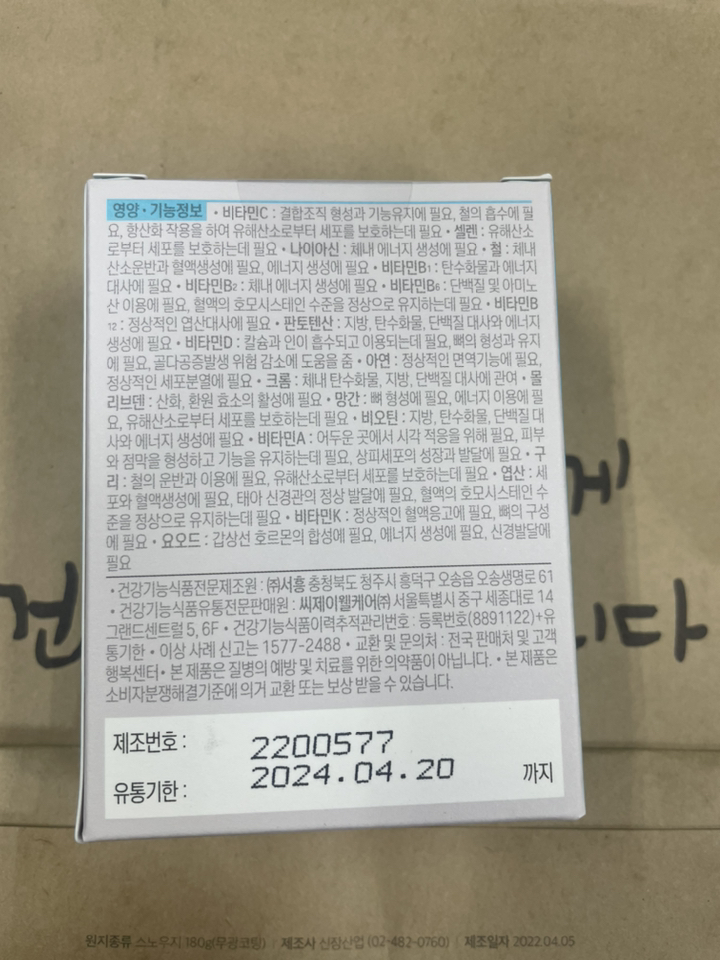 영양·기능정보 • 비타민C : 결합조직 형성과 기능유지에 필요, 철의 흡수에 필
요, 항산화 작용을 하여 유해산소로부터 세포를 보호하는데 필요 • 셀렌 : 유해산소
로부터 세포를 보호하는데 필요 • 나이아신 : 체내 에너지 생성에 필요 • 철 : 체내
산소운반과 혈액생성에 필요, 에너지 생성에 필요 • 비타민B₁ : 탄수화물과 에너지
대사에 필요 • 비타민B₂ : 체내 에너지 생성에 필요 • 비타민B₆ : 단백질 및 아미노
산 이용에 필요, 혈액의 호모시스테인 수준을 정상으로 유지하는데 필요 • 비타민B
₁₂ : 정상적인 엽산대사에 필요 • 판토텐산 : 지방, 탄수화물, 단백질 대사와 에너지
생성에 필요 • 비타민D : 칼슘과 인이 흡수되고 이용되는데 필요, 뼈의 형성과 유지
에 필요, 골다공증발생 위험 감소에 도움을 줌 • 아연 : 정상적인 면역기능에 필요,
정상적인 세포분열에 필요 • 크롬 : 체내 탄수화물, 지방, 단백질 대사에 관여 • 몰
리브덴 : 산화, 환원 효소의 활성에 필요 • 망간 : 뼈 형성에 필요, 에너지 이용에 필
요, 유해산소로부터 세포를 보호하는데 필요 • 비오틴 : 지방, 탄수화물, 단백질 대
사와 에너지 생성에 필요 • 비타민A : 어두운 곳에서 시각 적응을 위해 필요, 피부
와 점막을 형성하고 기능을 유지하는데 필요, 상피세포의 성장과 발달에 필요 • 구
리 : 철의 운반과 이용에 필요, 유해산소로부터 세포를 보호하는데 필요 • 엽산 : 세
포와 혈액생성에 필요, 태아 신경관의 정상 발달에 필요, 혈액의 호모시스테인 수
준을 정상으로 유지하는데 필요 • 비타민K : 정상적인 혈액응고에 필요, 뼈의 구성
에 필요 • 요오드 : 갑상선 호르몬의 합성에 필요, 에너지 생성에 필요, 신경발달에
필요
• 건강기능식품전문제조원 : ㈜서흥 충청북도 청주시 흥덕구 오송읍 오송생명로 61
• 건강기능식품유통전문판매원 : 씨제이웰케어㈜ 서울특별시 중구 세종대로 14
그랜드센트럴 5, 6F • 건강기능식품이력추적관리번호 : 등록번호(8891122)+유
통기한 • 이상 사례 신고는 1577-2488 • 교환 및 문의처 : 전국 판매처 및 고객
행복센터 • 본 제품은 질병의 예방 및 치료를 위한 의약품이 아닙니다. • 본 제품은
소비자분쟁해결기준에 의거 교환 또는 보상 받을 수 있습니다.
제조번호 : 2200577
유통기한 : 2024.04.20 까지
게
건 니다
원지종류 스노우지 180g(무광코팅) | 제조사 신장산업 (02-482-0760) | 제조일자 2022.04.05